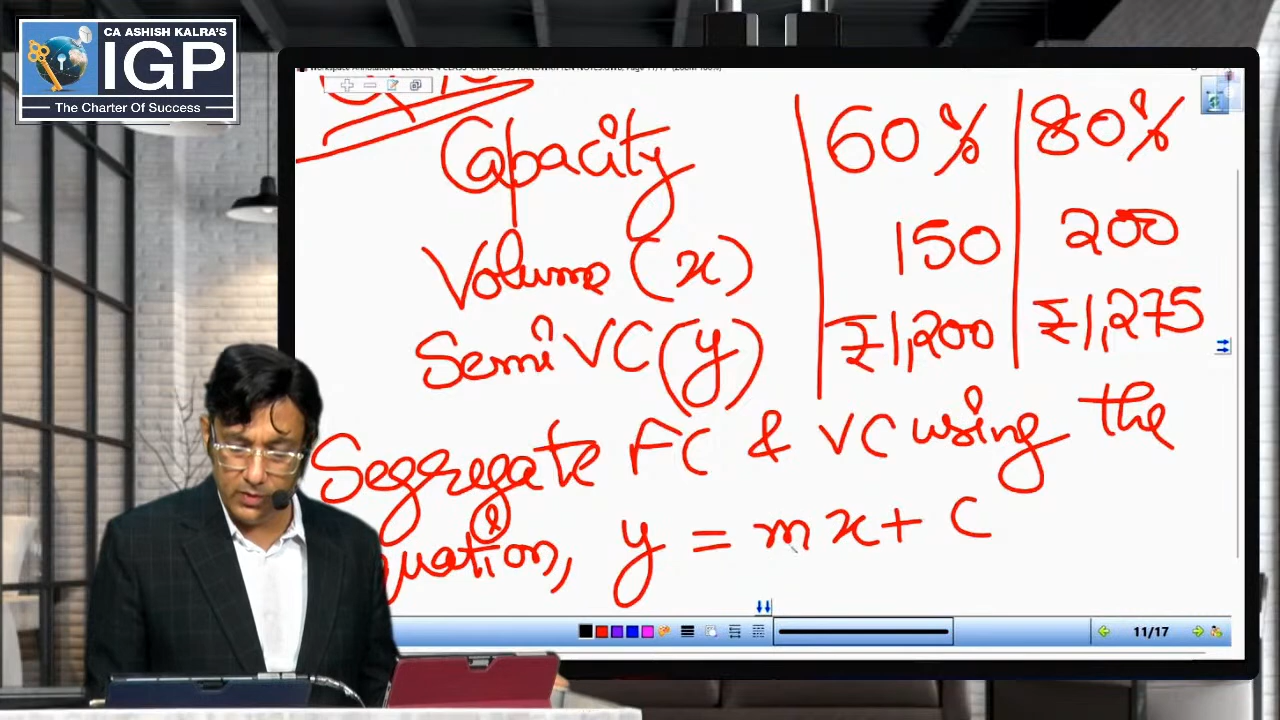 CA ASHISH KALRA'S
IGP
The Charter Of Success
Capacity 60% 80%
Volume (x) 150 200
Semi VC (y) ₹1,200 ₹1,275
Segregate FC & VC using the
equation, y = mx + C
11/17